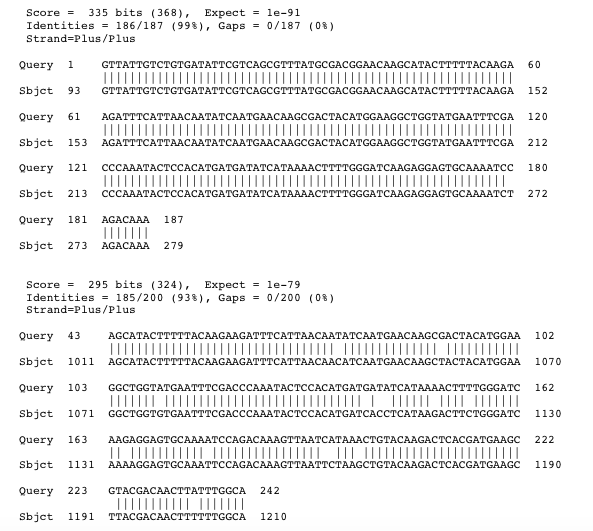 Score = 335 bits (368), Expect = 1e-91
Identities = 186/187 (99%), Gaps = 0/187 (0%)
Strand=Plus/Plus
Query 1 GTTATTGTCTGTGATATTCGTCAGCGTTTATGCGACGGAACAAGCATACTTTTTACAAGA 60
||||||||||||||||||||||||||||||||||||||||||||||||||||||||||||
Sbjct 93 GTTATTGTCTGTGATATTCGTCAGCGTTTATGCGACGGAACAAGCATACTTTTTACAAGA 152
Query 61 AGATTTCATTAACAATATCAATGAACAAGCGACTACATGGAAGGCTGGTATGAATTTCGA 120
||||||||||||||||||||||||||||||||||||||||||||||||||||||||||||
Sbjct 153 AGATTTCATTAACAATATCAATGAACAAGCGACTACATGGAAGGCTGGTATGAATTTCGA 212
Query 121 CCCAAATACTCCACATGATGATATCATAAAACTTTTGGGATCAAGAGGAGTGCAAAATCC 180
|||||||||||||||||||||||||||||||||||||||||||||||||||||||||||
Sbjct 213 CCCAAATACTCCACATGATGATATCATAAAACTTTTGGGATCAAGAGGAGTGCAAAATCT 272
Query 181 AGACAAA 187
|||||||
Sbjct 273 AGACAAA 279
Score = 295 bits (324), Expect = 1e-79
Identities = 185/200 (93%), Gaps = 0/200 (0%)
Strand=Plus/Plus
Query 43 AGCATACTTTTTACAAGAAGATTTCATTAACAATATCAATGAACAAGCGACTACATGGAA 102
||||||||||||||||||||||||||||||||| |||||||||||||| |||||||||||
Sbjct 1011 AGCATACTTTTTACAAGAAGATTTCATTAACAACATCAATGAACAAGCTACTACATGGAA 1070
Query 103 GGCTGGTATGAATTTCGACCCAAATACTCCACATGATGATATCATAAAACTTTTGGGATC 162
|||||||| |||||||||||||||||||||||||||||  | |||||| |||| |||||||
Sbjct 1071 GGCTGGTGTGAATTTCGACCCAAATACTCCACATGATCACCTCATAAGACTTCTGGGATC 1130
Query 163 AAGAGGAGTGCAAAATCCAGACAAAGTTAATCATAAACTGTACAAGACTCACGATGAAGC 222
|| ||||||||||| ||||||||||||||||| ||| |||||||||||||||||||||||
Sbjct 1131 AAAAGGAGTGCAAATTCCAGACAAAGTTAATTCTAAGCTGTACAAGACTCACGATGAAGC 1190
Query 223 GTACGACAACTTATTTGGCA 242
 ||||||||||| |||||||
Sbjct 1191 TTACGACAACTTTTTTGGCA 1210